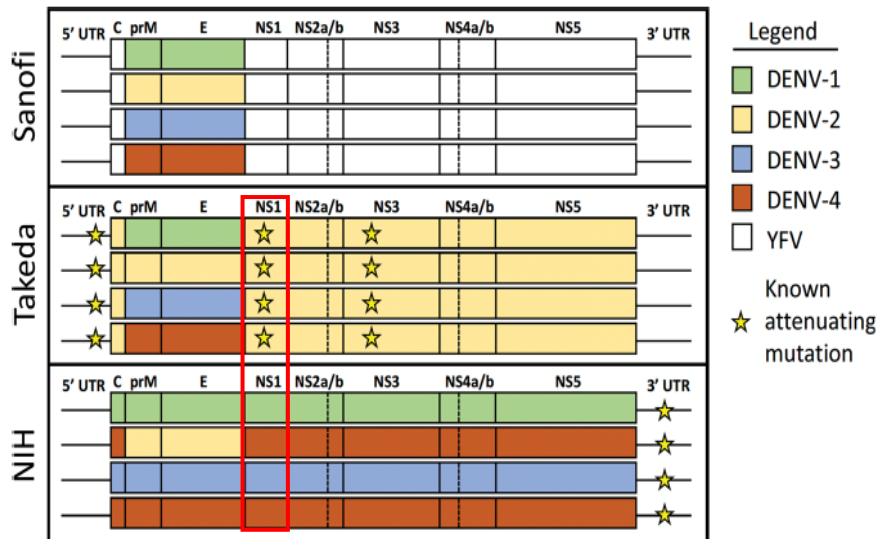 Sanofi
5' UTR C prM E NS1 NS2a/b NS3 NS4a/b NS5 3' UTR
Takeda
5' UTR C prM E NS1 NS2a/b NS3 NS4a/b NS5 3' UTR
NIH
5' UTR C prM E NS1 NS2a/b NS3 NS4a/b NS5 3' UTR
Legend
DENV-1
DENV-2
DENV-3
DENV-4
YFV
Known
attenuating
mutation